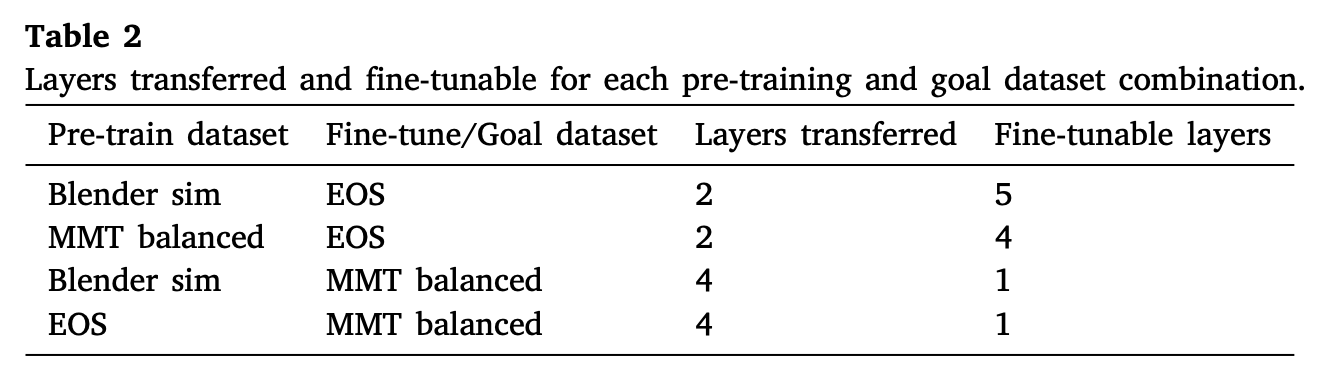 Table 2
Layers transferred and fine-tunable for each pre-training and goal dataset combination.
Pre-train dataset Fine-tune/Goal dataset Layers transferred Fine-tunable layers
Blender sim EOS 2 5
MMT balanced EOS 2 4
Blender sim MMT balanced 4 1
EOS MMT balanced 4 1